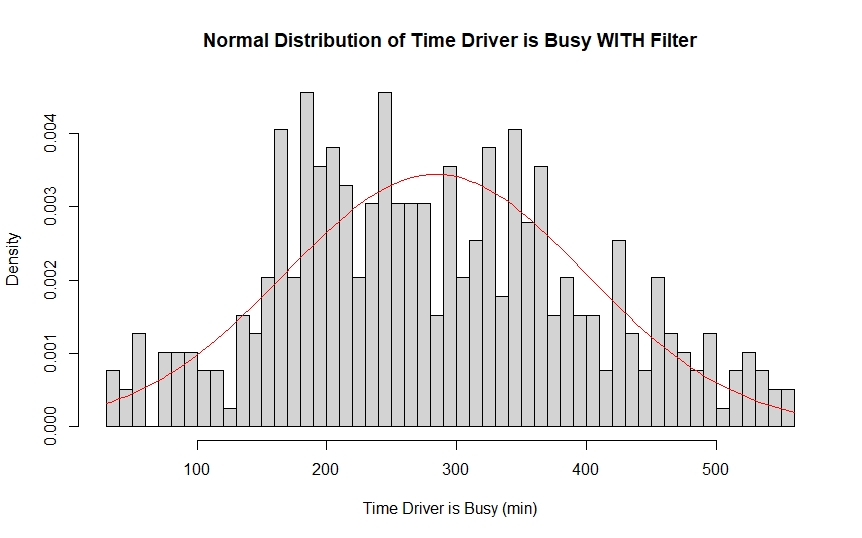 Normal Distribution of Time Driver is Busy WITH Filter
Density
0.004
0.003
0.002
0.001
0.000
100 200 300 400 500
Time Driver is Busy (min)